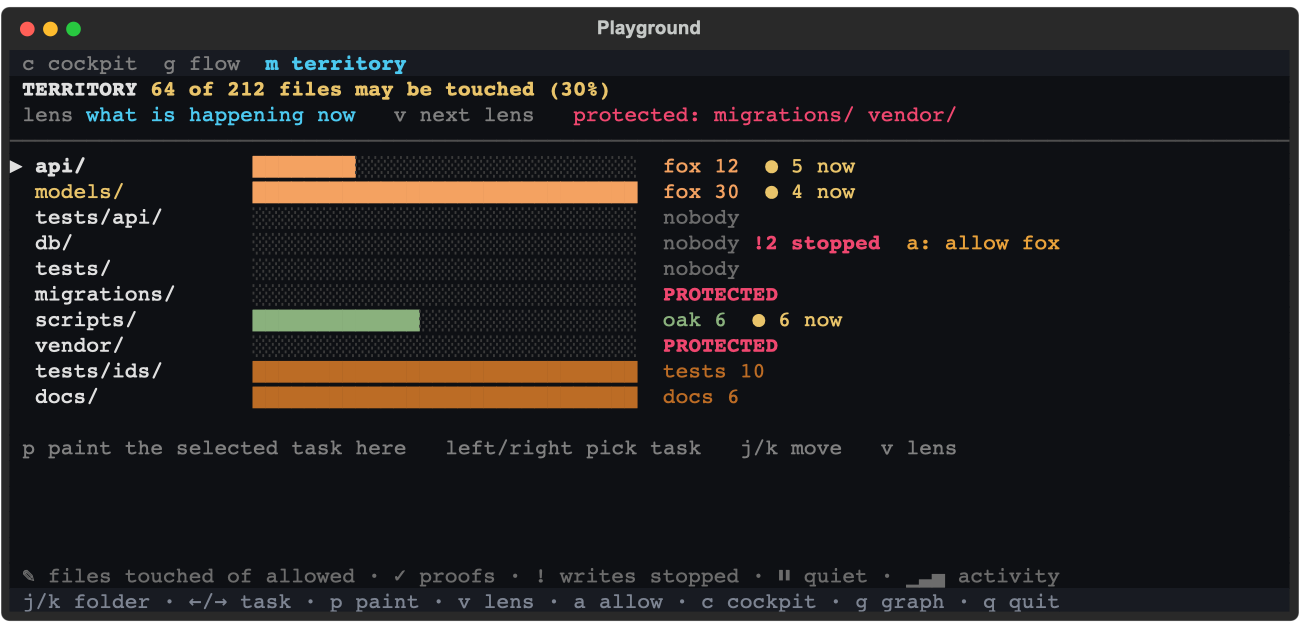 Playground
c cockpit  g flow  m territory
TERRITORY 64 of 212 files may be touched (30%)
lens what is happening now   v next lens   protected: migrations/ vendor/
▶ api/ fox 12 ● 5 now
models/ fox 30 ● 4 now
tests/api/ nobody
db/ nobody !2 stopped  a: allow fox
tests/ nobody
migrations/ PROTECTED
scripts/ oak 6 ● 6 now
vendor/ PROTECTED
tests/ids/ tests 10
docs/ docs 6
p paint the selected task here   left/right pick task   j/k move   v lens
✎ files touched of allowed · ✓ proofs · ! writes stopped · ⏸ quiet · ▁▃▅ activity
j/k folder · ←/→ task · p paint · v lens · a allow · c cockpit · g graph · q quit